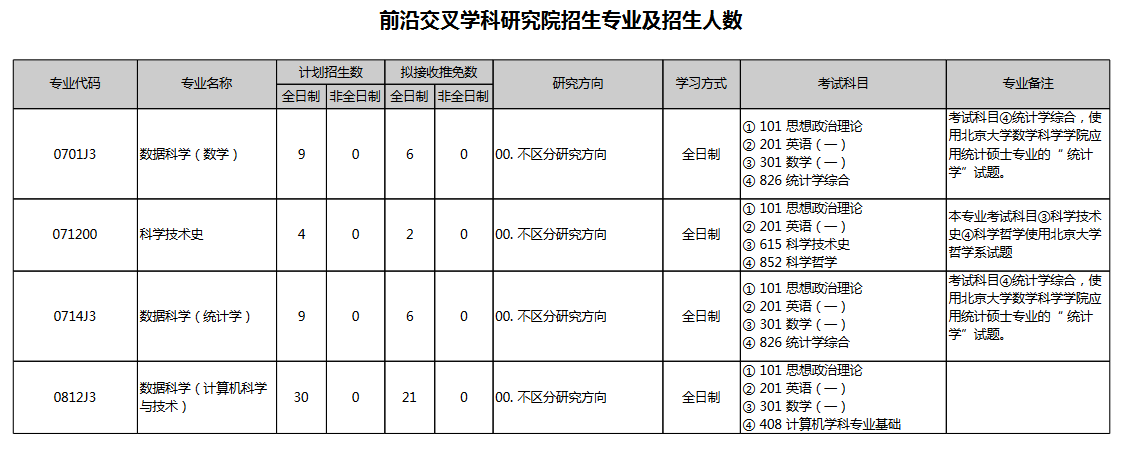 前沿交叉学科研究院招生专业及招生人数
专业代码 专业名称 计划招生数 拟接收推免数 研究方向 学习方式 考试科目 专业备注
全日制 非全日制 全日制 非全日制
0701J3 数据科学（数学） 9 0 6 0 00. 不区分研究方向 全日制
① 101 思想政治理论
② 201 英语（一）
③ 301 数学（一）
④ 826 统计学综合
考试科目④统计学综合，使
用北京大学数学科学学院应
用统计硕士专业的“ 统计
学”试题。
071200 科学技术史 4 0 2 0 00. 不区分研究方向 全日制
① 101 思想政治理论
② 201 英语（一）
③ 615 科学技术史
④ 852 科学哲学
本专业考试科目③科学技术
史④科学哲学使用北京大学
哲学系试题
0714J3 数据科学（统计学） 9 0 6 0 00. 不区分研究方向 全日制
① 101 思想政治理论
② 201 英语（一）
③ 301 数学（一）
④ 826 统计学综合
考试科目④统计学综合，使
用北京大学数学科学学院应
用统计硕士专业的“ 统计
学”试题。
0812J3 数据科学（计算机科学
与技术） 30 0 21 0 00. 不区分研究方向 全日制
① 101 思想政治理论
② 201 英语（一）
③ 301 数学（一）
④ 408 计算机学科专业基础